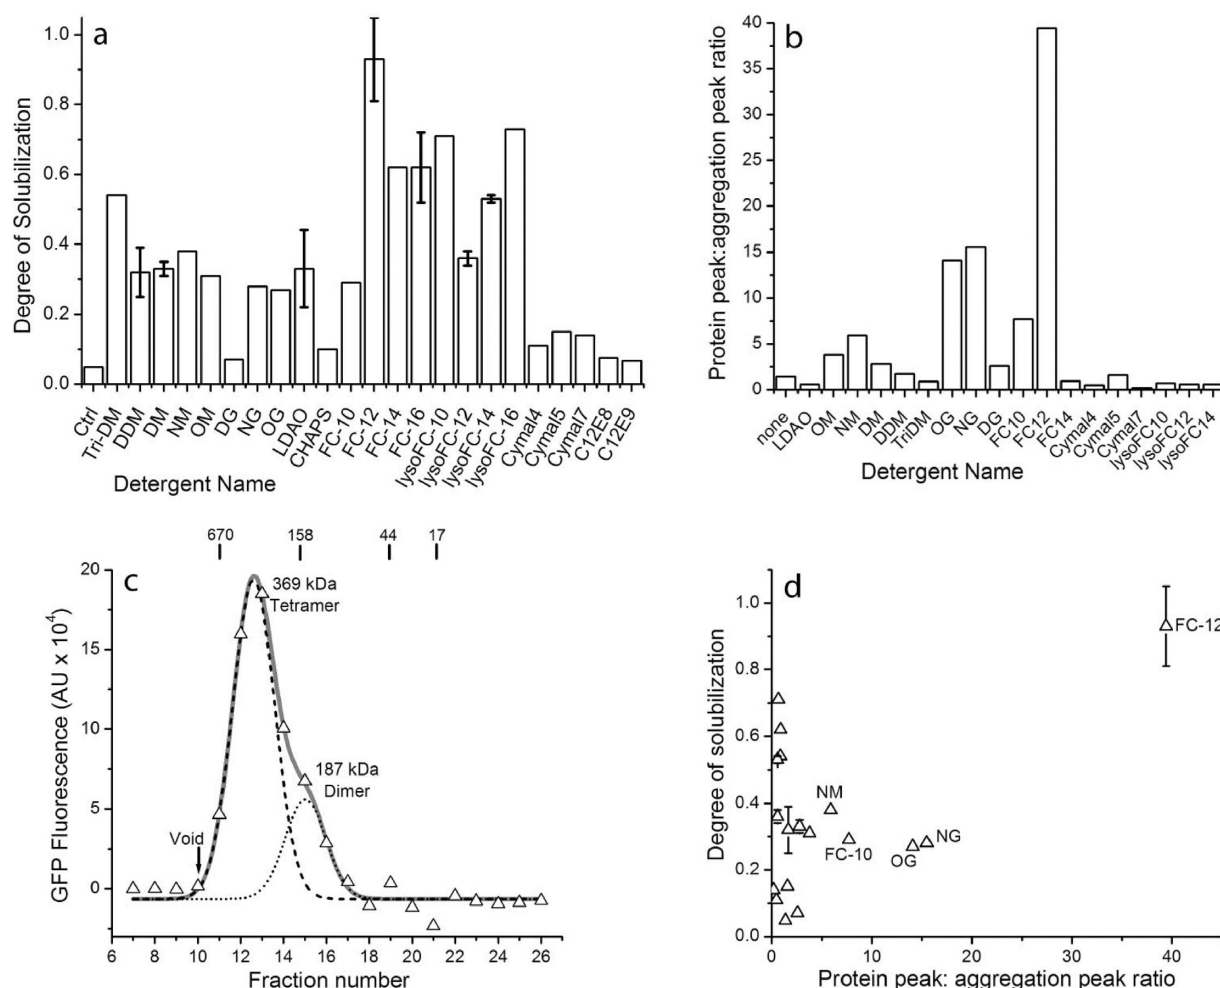 a
1.0
0.8
0.6
0.4
0.2
0.0
Degree of Solubilization
Ctrl
Tri-DM
DDM
DM
NM
OM
DG
NG
OG
LDAO
CHAPS
FC-10
FC-12
FC-14
FC-16
lysoFC-10
lysoFC-12
lysoFC-14
lysoFC-16
Cymal4
Cymal5
Cymal7
C12E8
C12E9
Detergent Name
b
40
35
30
25
20
15
10
5
0
Protein peak:aggregation peak ratio
none
LDAO
OM
NM
DM
DDM
TriDM
OG
NG
DG
FC10
FC12
FC14
Cymal4
Cymal5
Cymal7
lysoFC10
lysoFC12
lysoFC14
Detergent Name
670 158 44 17
c
20
15
10
5
0
GFP Fluorescence (AU x 10⁴)
369 kDa
Tetramer
187 kDa
Dimer
Void
6 8 10 12 14 16 18 20 22 24 26
Fraction number
d
1.0
0.8
0.6
0.4
0.2
0.0
Degree of solubilization
FC-12
NM
FC-10
OG
NG
0 10 20 30 40
Protein peak: aggregation peak ratio